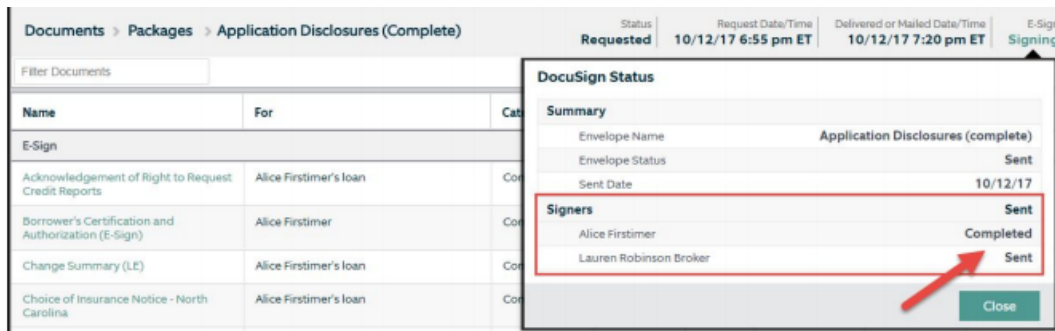 Documents > Packages > Application Disclosures (Complete)
Status
Requested
Request Date/Time
10/12/17 6:55 pm ET
Delivered or Mailed Date/Time
10/12/17 7:20 pm ET
E-Sign
Signing
Filter Documents
Name
For
E-Sign
Acknowledgement of Right to Request
Credit Reports
Alice Firstimer's loan
Borrower's Certification and
Authorization (E-Sign)
Alice Firstimer
Change Summary (LE)
Alice Firstimer's loan
Choice of Insurance Notice - North
Carolina
Alice Firstimer's loan
DocuSign Status
Summary
Envelope Name
Application Disclosures (complete)
Envelope Status
Sent
Sent Date
10/12/17
Signers
Sent
Alice Firstimer
Completed
Lauren Robinson Broker
Sent
Close